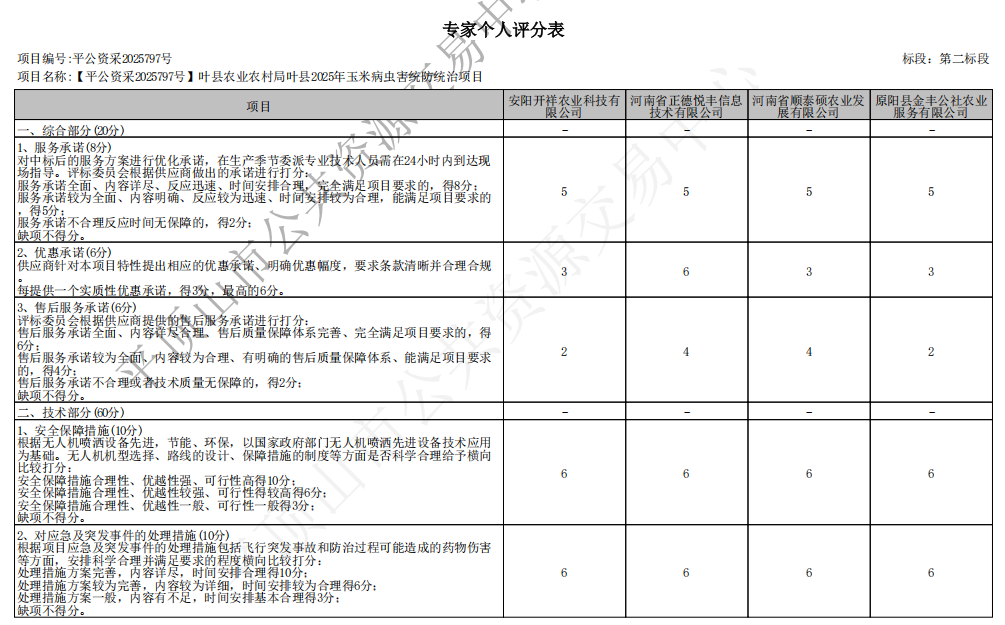 专家个人评分表
项目编号:平公资采2025797号
标段：第二标段
项目名称:【平公资采2025797号】叶县农业农村局叶县2025年玉米病虫害统防统治项目
项目
安阳开祥农业科技有
限公司
河南省正德悦丰信息
技术有限公司
河南省顺泰硕农业发
展有限公司
原阳县金丰公社农业
服务有限公司
一、综合部分(20分)
—
—
—
—
1、服务承诺(8分)
对中标后的服务方案进行优化承诺，在生产季节委派专业技术人员需在24小时内到达现
场指导。评标委员会根据供应商做出的承诺进行打分：
服务承诺全面、内容详尽、反应迅速、时间安排合理，完全满足项目要求的，得8分；
服务承诺较为全面、内容明确、反应较为迅速、时间安排较为合理，能满足项目要求的
，得5分；
服务承诺不合理反应时间无保障的，得2分；
缺项不得分。
5
5
5
5
2、优惠承诺(6分)
供应商针对本项目特性提出相应的优惠承诺、明确优惠幅度，要求条款清晰并合理合规
。
每提供一个实质性优惠承诺，得3分，最高的6分。
3
6
3
3
3、售后服务承诺(6分)
评标委员会根据供应商提供的售后服务承诺进行打分：
售后服务承诺全面、内容详尽合理、售后质量保障体系完善、完全满足项目要求的，得
6分；
售后服务承诺较为全面、内容较为合理、有明确的售后质量保障体系、能满足项目要求
的，得4分；
售后服务承诺不合理或者技术质量无保障的，得2分；
缺项不得分。
2
4
4
2
二、技术部分(60分)
—
—
—
—
1、安全保障措施(10分)
根据无人机喷洒设备先进，节能、环保，以国家政府部门无人机喷洒先进设备技术应用
为基础。无人机机型选择、路线的设计、保障措施的制度等方面是否科学合理给予横向
比较打分：
安全保障措施合理性、优越性强、可行性高得10分；
安全保障措施合理性、优越性较强、可行性得较高得6分；
安全保障措施合理性、优越性一般、可行性一般得3分；
缺项不得分。
6
6
6
6
2、对应急及突发事件的处理措施(10分)
根据项目应急及突发事件的处理措施包括飞行突发事故和防治过程可能造成的药物伤害
等方面，安排科学合理并满足要求的程度横向比较打分：
处理措施方案完善，内容详尽，时间安排合理得10分；
处理措施方案较为完善，内容较为详细，时间安排较为合理得6分；
处理措施方案一般，内容有不足，时间安排基本合理得3分；
缺项不得分。
6
6
6
6
平顶山市公共资源交易中
顶山市公共资源交易中心